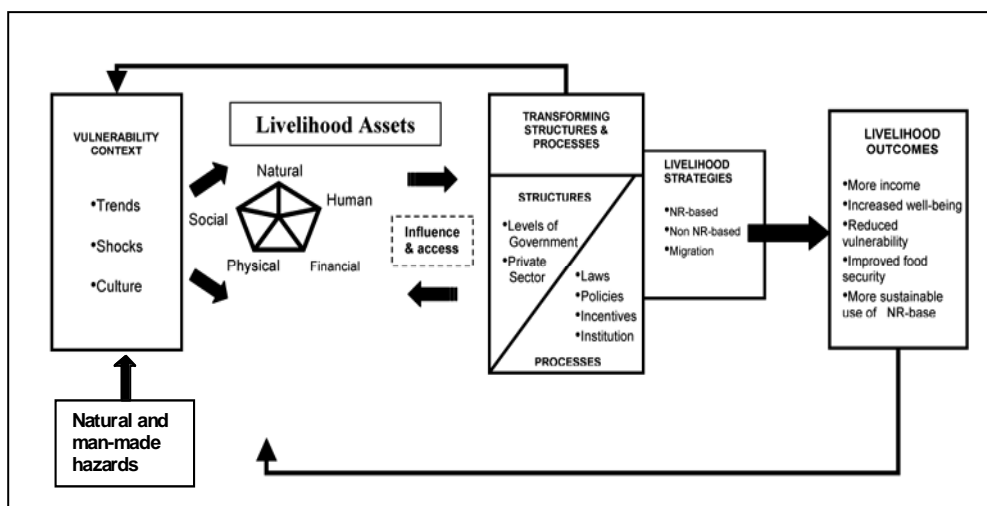 VULNERABILITY
CONTEXT
•Trends
•Shocks
•Culture
Natural and
man-made
hazards
Livelihood Assets
Natural
Human
Social
Physical
Financial
Influence
& access
TRANSFORMING
STRUCTURES &
PROCESSES
STRUCTURES
•Levels of
Government
•Private
Sector
•Laws
•Policies
•Incentives
•Institution
PROCESSES
LIVELIHOOD
STRATEGIES
•NR-based
•Non NR-based
•Migration
LIVELIHOOD
OUTCOMES
•More income
•Increased well-being
•Reduced
vulnerability
•Improved food
security
•More sustainable
use of NR-base